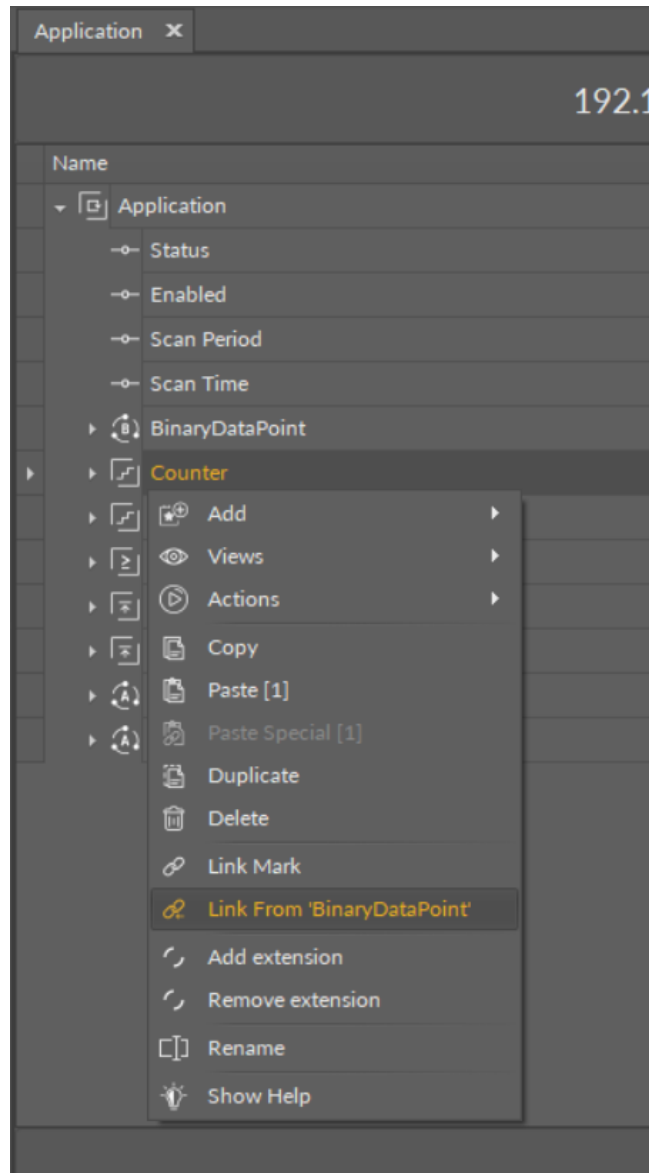 Application
192.1
Name
Application
Status
Enabled
Scan Period
Scan Time
BinaryDataPoint
Counter
Add
Views
Actions
Copy
Paste [1]
Paste Special [1]
Duplicate
Delete
Link Mark
Link From 'BinaryDataPoint'
Add extension
Remove extension
Rename
Show Help